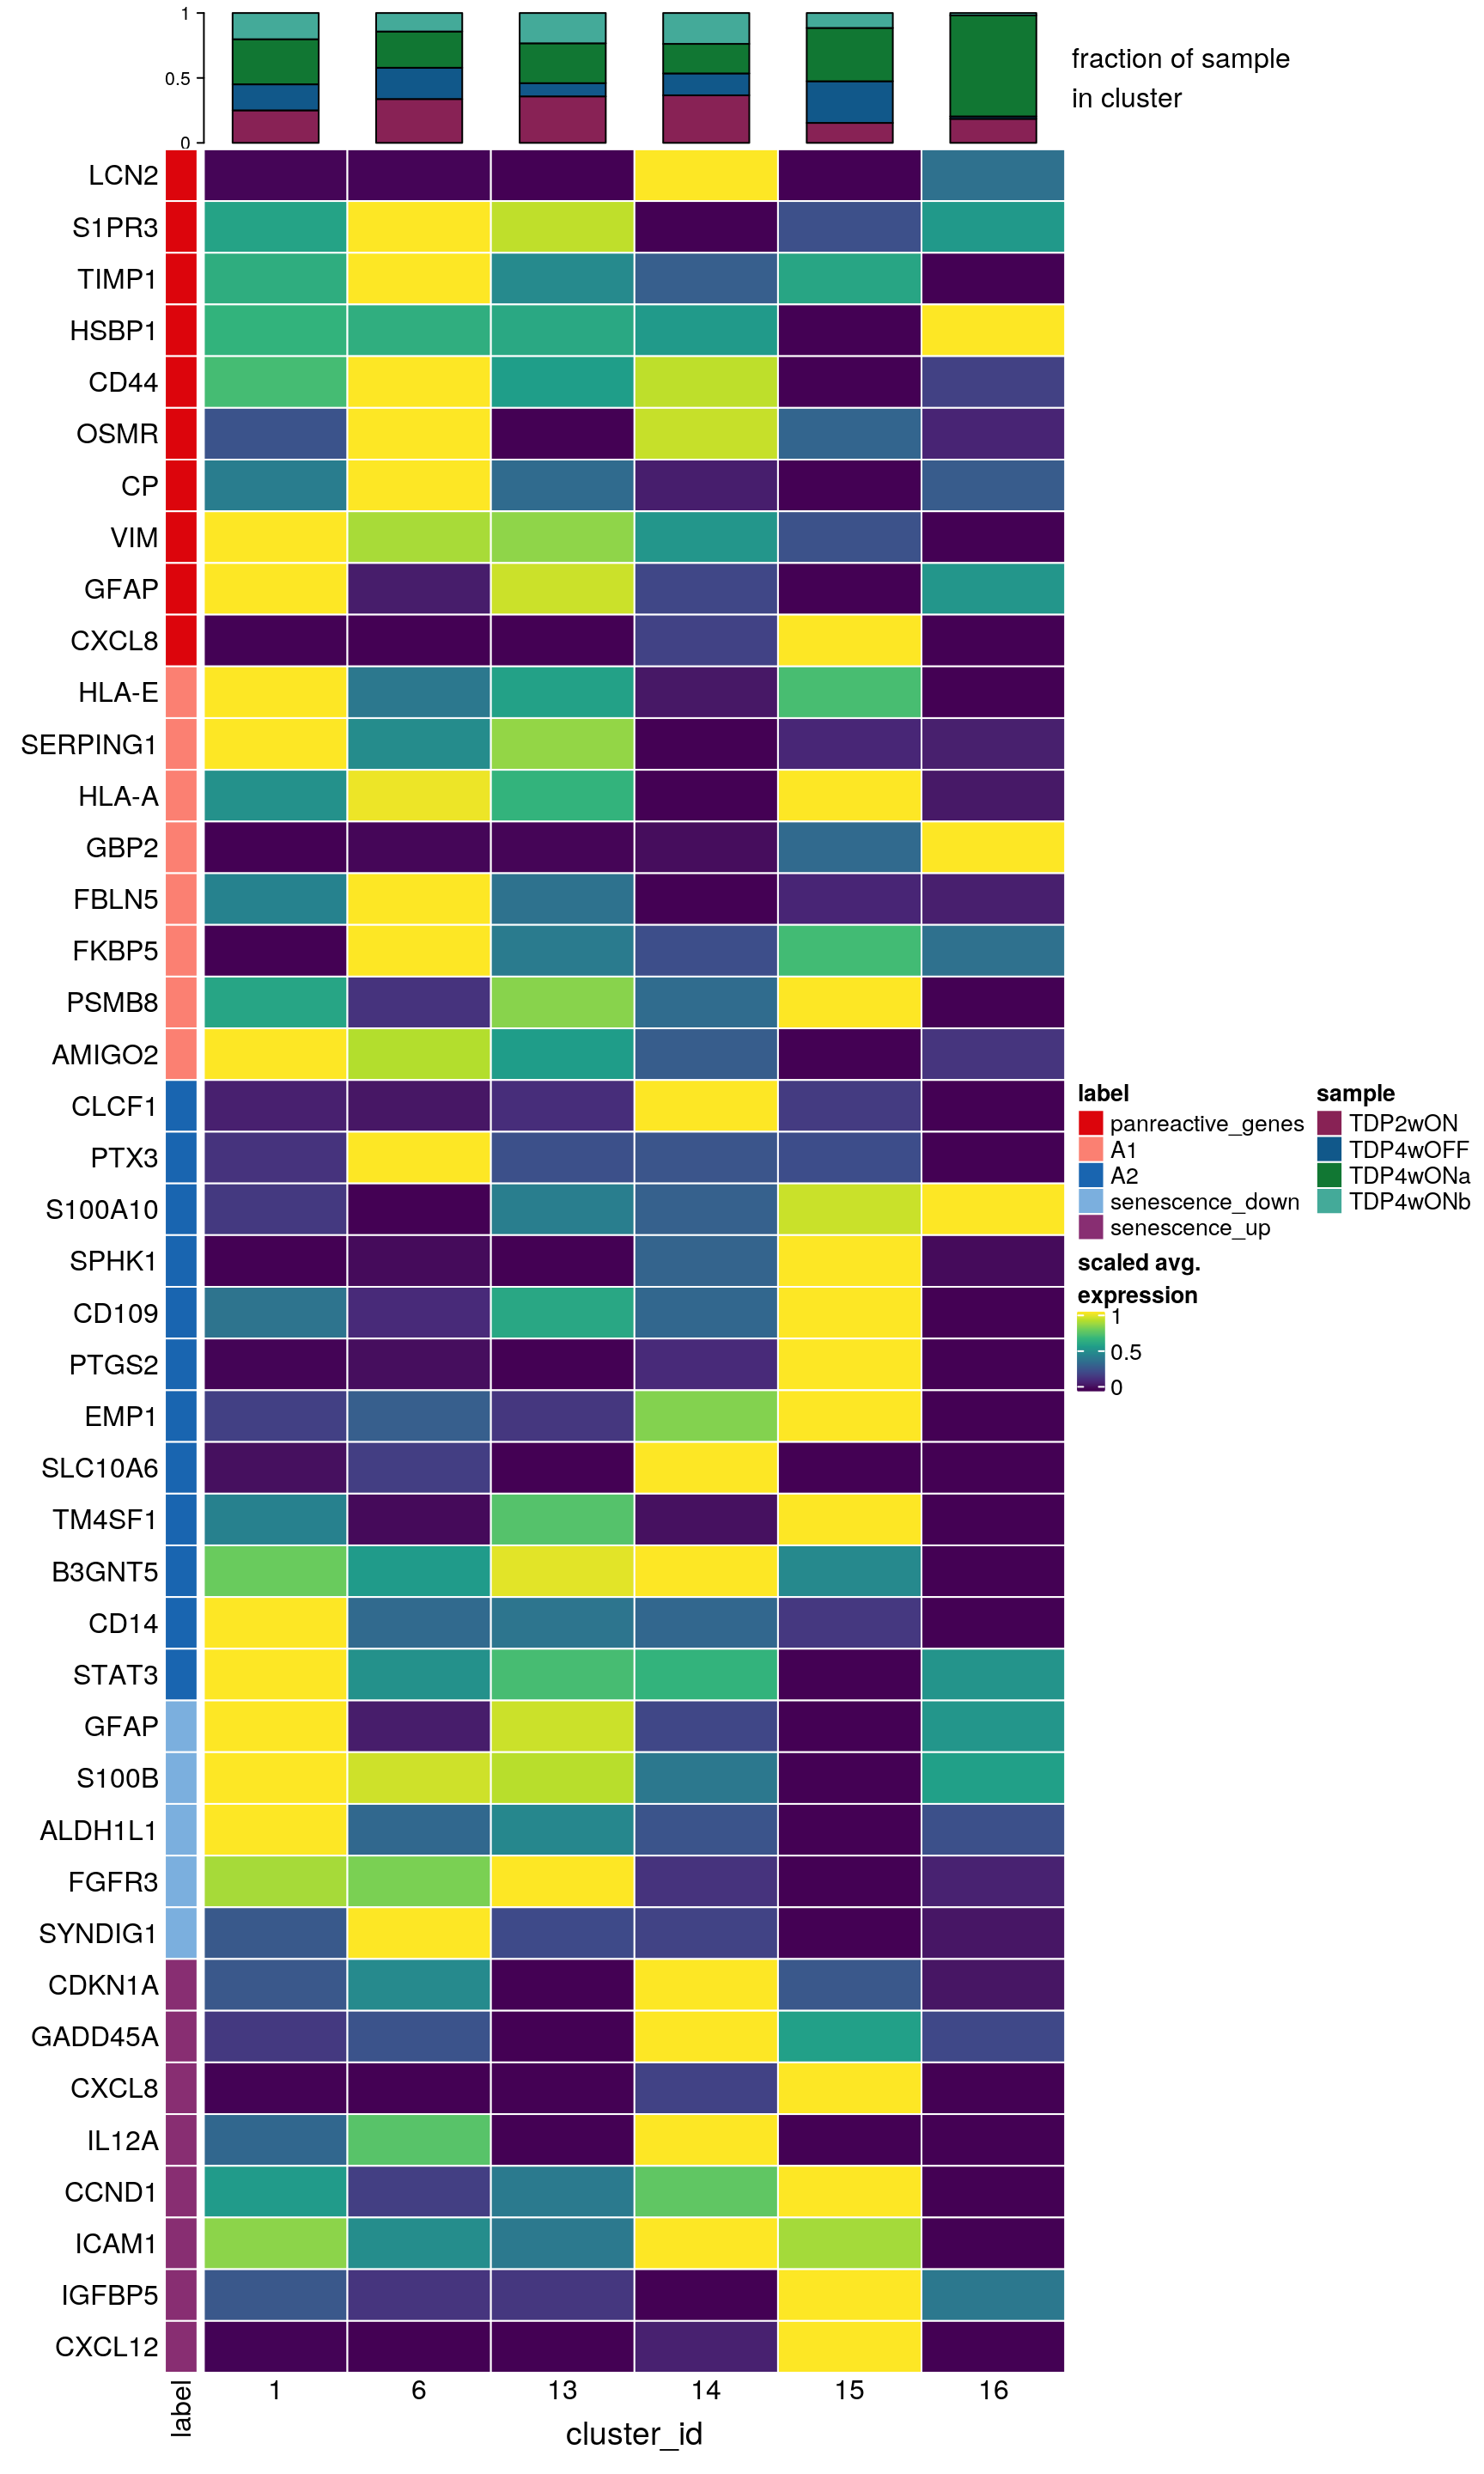 1
0.5
0
fraction of sample
in cluster
LCN2
S1PR3
TIMP1
HSBP1
CD44
OSMR
CP
VIM
GFAP
CXCL8
HLA-E
SERPING1
HLA-A
GBP2
FBLN5
FKBP5
PSMB8
AMIGO2
CLCF1
PTX3
S100A10
SPHK1
CD109
PTGS2
EMP1
SLC10A6
TM4SF1
B3GNT5
CD14
STAT3
GFAP
S100B
ALDH1L1
FGFR3
SYNDIG1
CDKN1A
GADD45A
CXCL8
IL12A
CCND1
ICAM1
IGFBP5
CXCL12
label
1 6 13 14 15 16
cluster_id
label
panreactive_genes
A1
A2
senescence_down
senescence_up
sample
TDP2wON
TDP4wOFF
TDP4wONa
TDP4wONb
scaled avg.
expression
1
0.5
0